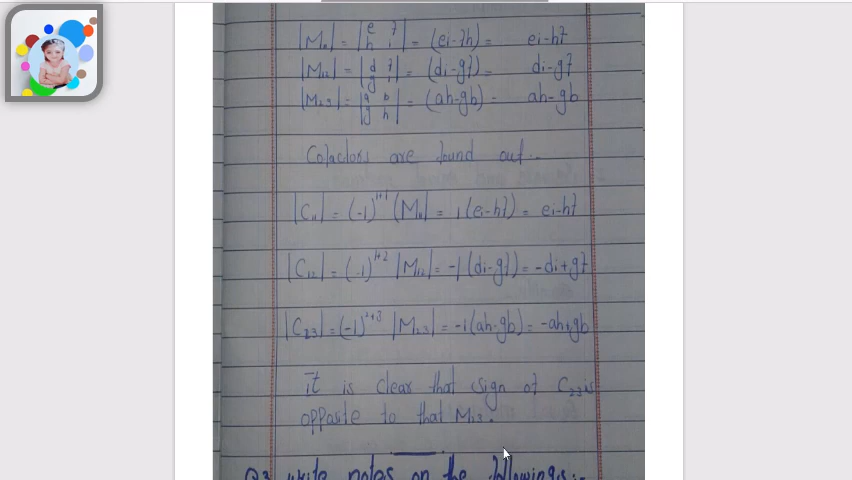 |M₁₁| = |e f / h i| = (ei-fh) = ei-hf
|M₁₂| = |d f / g i| = (di-gf) = di-gf
|M₂₃| = |a b / g h| = (ah-gb) = ah-gb
Cofactors are found out:-
|C₁₁| = (-1)¹⁺¹ (M₁₁| = 1(ei-hf) = ei-hf
|C₁₂| = (-1)¹⁺² |M₁₂| = -1(di-gf) = -di+gf
|C₂₃| = (-1)²⁺³ |M₂₃| = -1(ah-gb) = -ah+gb
it is clear that sign of C₂₃ is
opposite to that M₂₃.
Q3 write notes on the followings:-